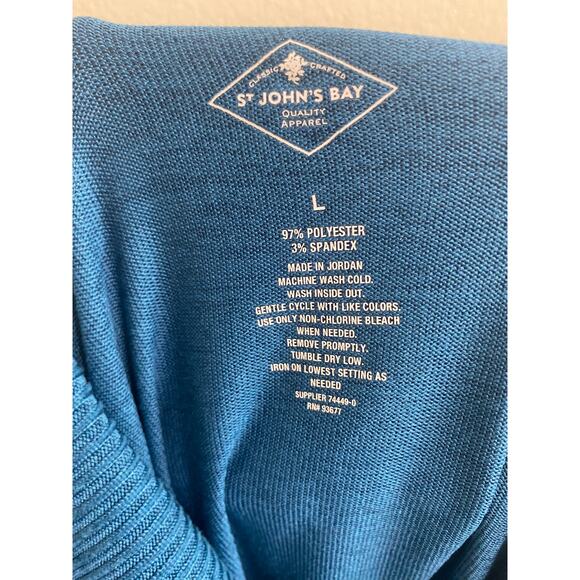 CLASSIC CRAFTED
ST JOHN'S BAY
QUALITY
APPAREL
L
97% POLYESTER
3% SPANDEX
MADE IN JORDAN
MACHINE WASH COLD.
WASH INSIDE OUT.
GENTLE CYCLE WITH LIKE COLORS.
USE ONLY NON-CHLORINE BLEACH
WHEN NEEDED.
REMOVE PROMPTLY.
TUMBLE DRY LOW.
IRON ON LOWEST SETTING AS
NEEDED
SUPPLIER 74449-0
RN# 93677